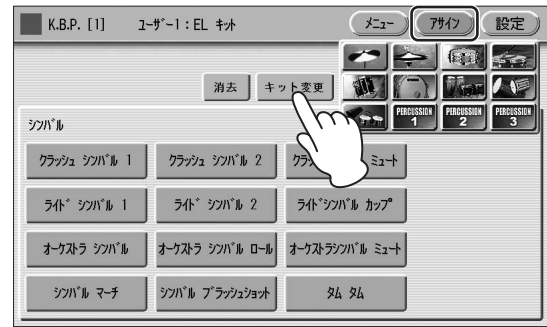 K.B.P. [1] ユーザー1:EL キット メニュー アサイン 設定
消去 キット変更
PERCUSSION 1 PERCUSSION 2 PERCUSSION 3
シンバル
クラッシュ シンバル 1 クラッシュ シンバル 2 ミュート
ライド シンバル 1 ライド シンバル 2 ライドシンバル カップ
オーケストラ シンバル オーケストラ シンバル ロール オーケストラシンバル ミュート
シンバル マーチ シンバル ブラッシュショット タム タム